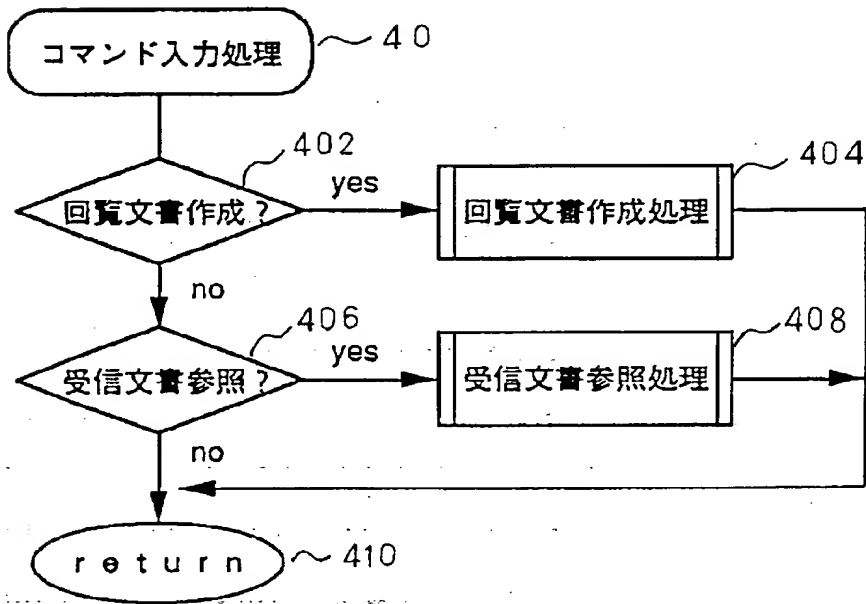 コマンド入力処理 40
402
回覧文書作成？
yes
404
回覧文書作成処理
no
406
受信文書参照？
yes
408
受信文書参照処理
no
return 410